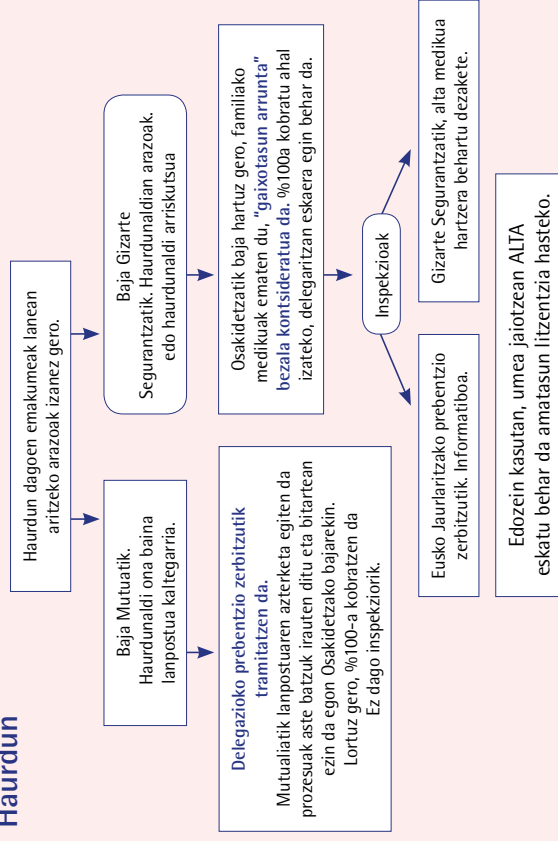 Haurdun
Haurdun dagoen emakumeak lanean
aritzeko arazoak izanez gero.
Baja Mutuatik.
Haurdunaldi ona baina
lanpostua kaltegarria.
Delegazioko prebentzio zerbitzutik
tramitatzen da.
Mutualiatik lanpostuaren azterketa egiten da
prozesuak aste batzuk irauten ditu eta bitartean
ezin da egon Osakidetzako bajarekin.
Lortuz gero, %100-a kobratzen da
Ez dago inspekziorik.
Baja Gizarte
Segurantzatik. Haurdunaldian arazoak.
edo haurdunaldi arriskutsua
Osakidetzatik baja hartuz gero, familiako
medikuak ematen du, "gaixotasun arrunta"
bezala kontsideratua da. %100a kobratu ahal
izateko, delegaritzan eskaera egin behar da.
Inspekzioak
Eusko Jaurlaritzako prebentzio
zerbitzutik. Informatiboa.
Gizarte Segurantzatik, alta medikua
hartzera behartu dezakete.
Edozein kasutan, umea jaiotzean ALTA
eskatu behar da amatasun litzentzia hasteko.